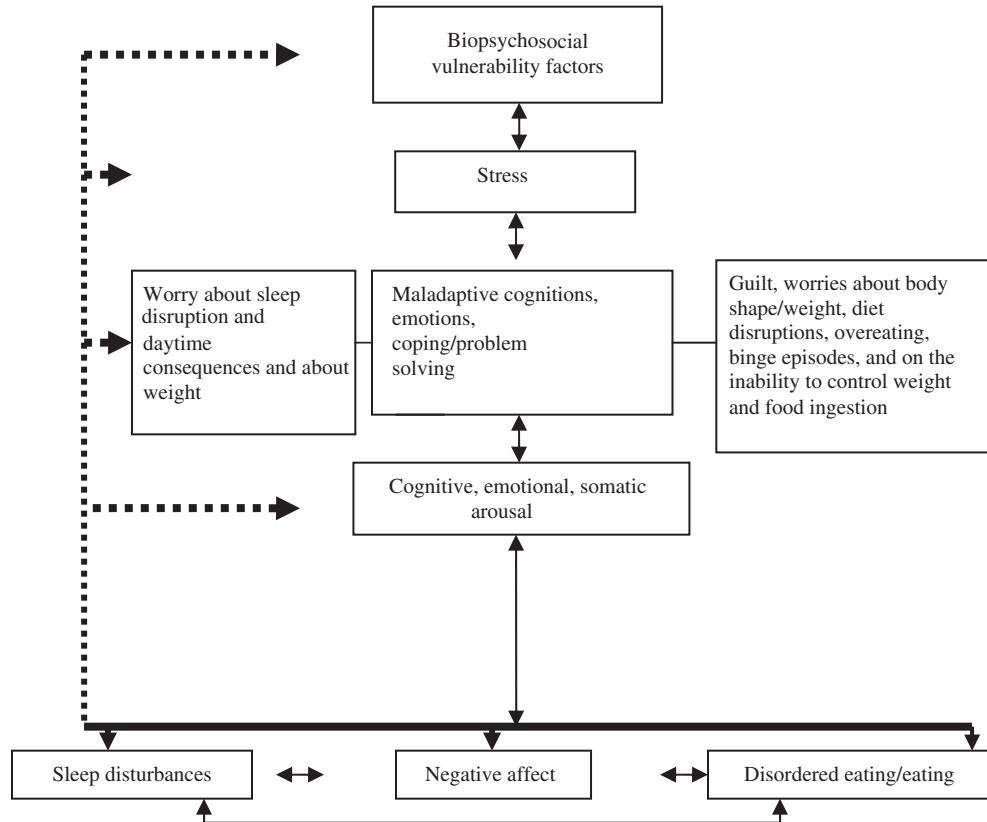 Biopsychosocial
vulnerability factors
Stress
Worry about sleep
disruption and
daytime
consequences and about
weight
Maladaptive cognitions,
emotions,
coping/problem
solving
Guilt, worries about body
shape/weight, diet
disruptions, overeating,
binge episodes, and on the
inability to control weight
and food ingestion
Cognitive, emotional, somatic
arousal
Sleep disturbances
Negative affect
Disordered eating/eating